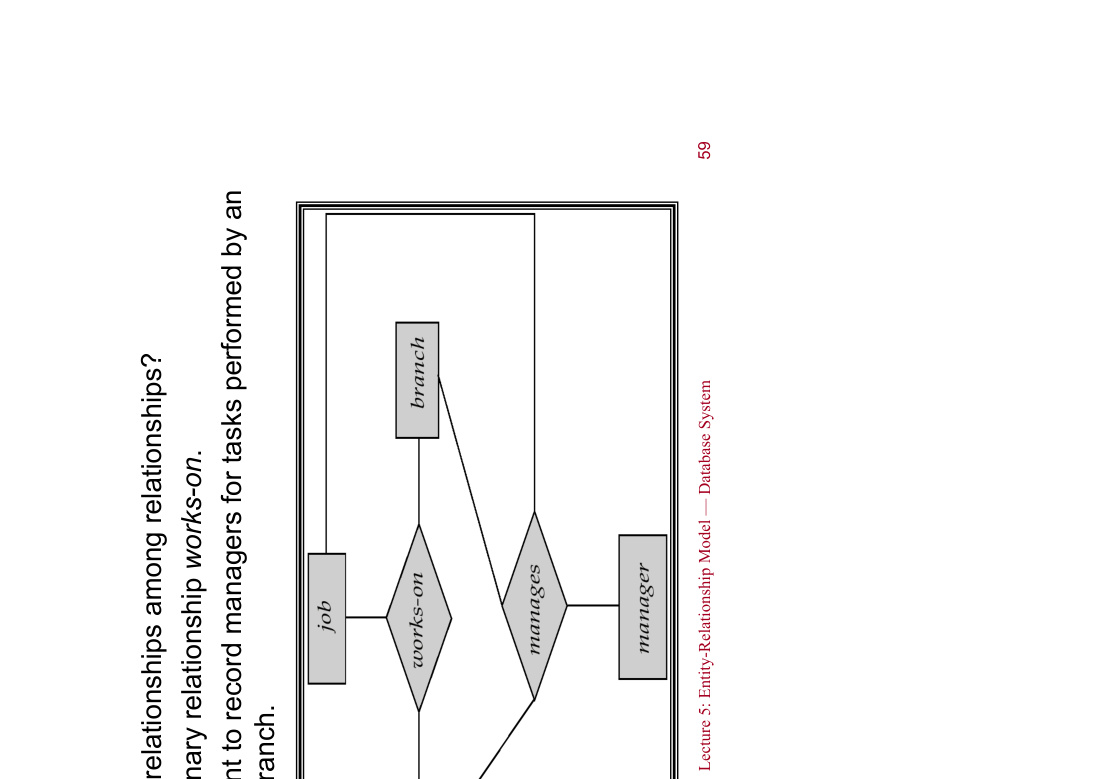 relationships among relationships?
nary relationship works-on.
nt to record managers for tasks performed by an
ranch.
job
branch
works-on
manages
manager
Lecture 5: Entity-Relationship Model — Database System
59